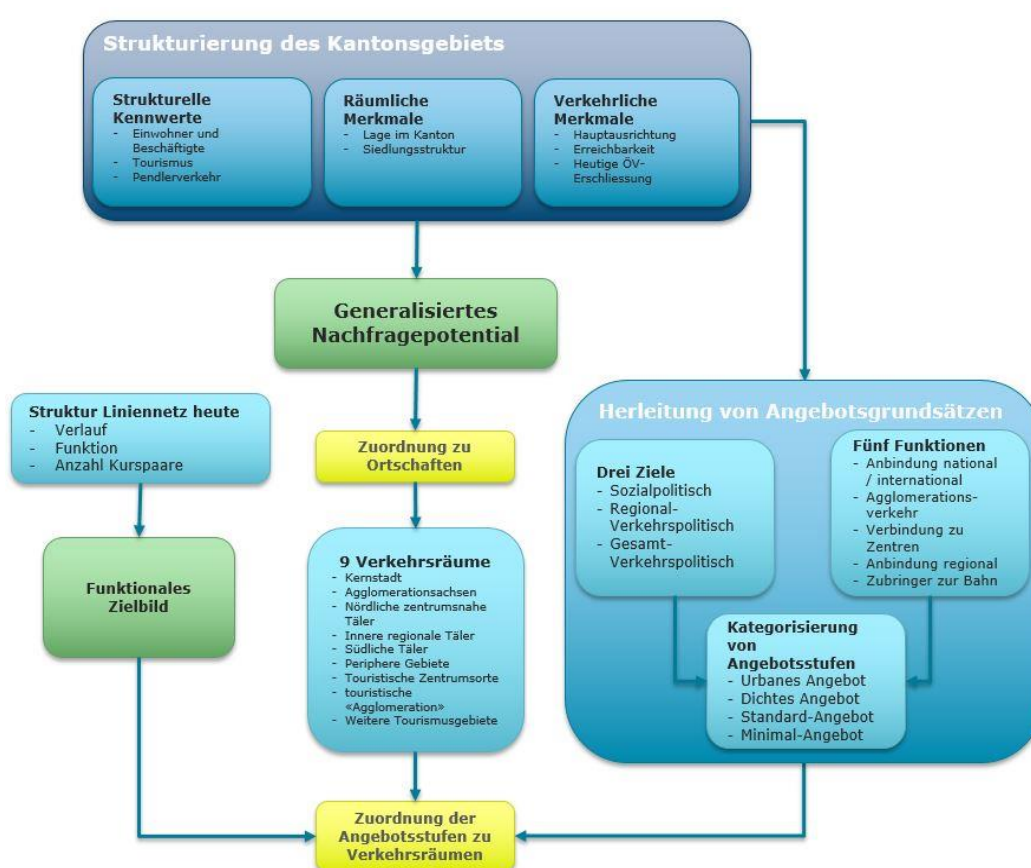 Strukturierung des Kantonsgebiets
Strukturelle
Kennwerte
- Einwohner und
Beschäftigte
- Tourismus
- Pendlerverkehr
Räumliche
Merkmale
- Lage im Kanton
- Siedlungsstruktur
Verkehrliche
Merkmale
- Hauptausrichtung
- Erreichbarkeit
- Heutige ÖV-
Erschliessung
Generalisiertes
Nachfragepotential
Struktur Liniennetz heute
- Verlauf
- Funktion
- Anzahl Kurspaare
Zuordnung zu
Ortschaften
Funktionales
Zielbild
9 Verkehrsräume
- Kernstadt
- Agglomerationsachsen
- Nördliche zentrumsnahe
Täler
- Innere regionale Täler
- Südliche Täler
- Periphere Gebiete
- Touristische Zentrumsorte
- touristische
«Agglomeration»
- Weitere Tourismusgebiete
Herleitung von Angebotsgrundsätzen
Drei Ziele
- Sozialpolitisch
- Regional-
Verkehrspolitisch
- Gesamt-
Verkehrspolitisch
Fünf Funktionen
- Anbindung national
/ international
- Agglomerations-
verkehr
- Verbindung zu
Zentren
- Anbindung regional
- Zubringer zur Bahn
Kategorisierung
von
Angebotsstufen
- Urbanes Angebot
- Dichtes Angebot
- Standard-Angebot
- Minimal-Angebot
Zuordnung der
Angebotsstufen zu
Verkehrsräumen